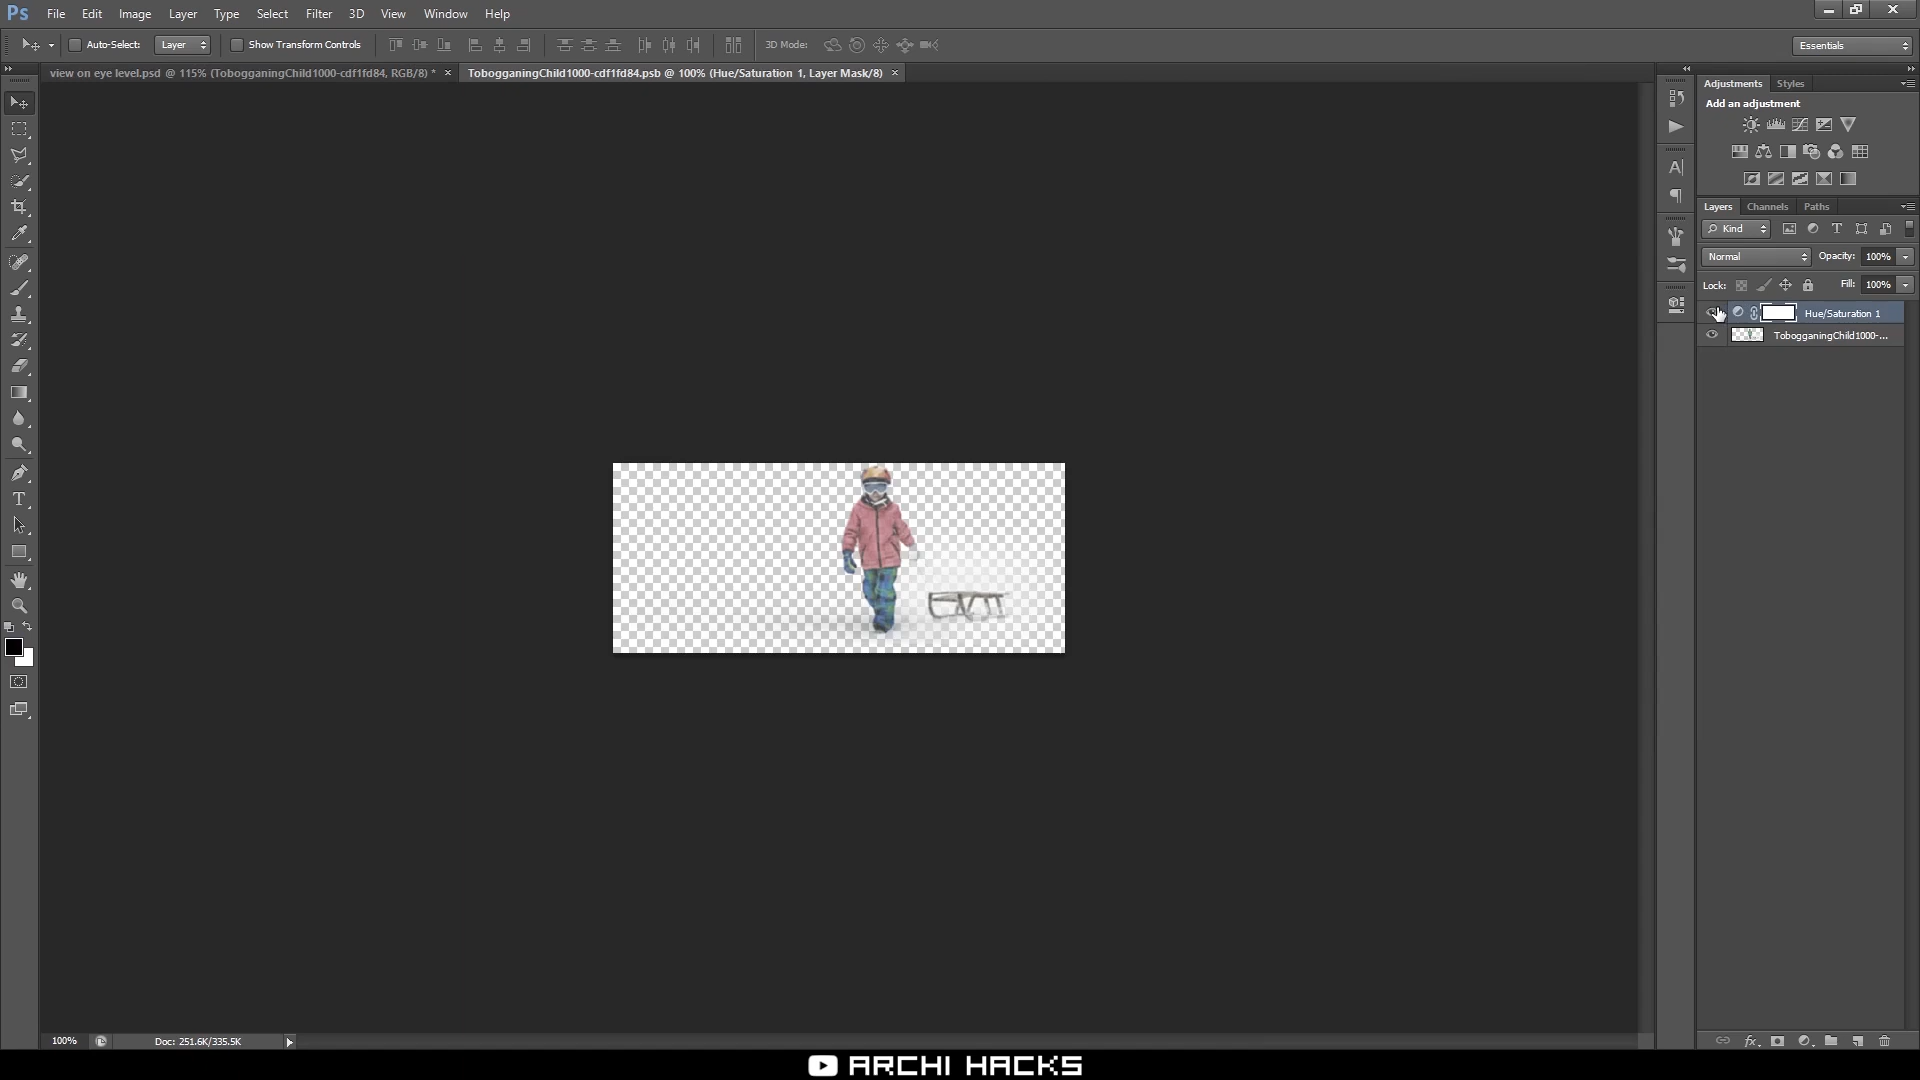 Ps File Edit Image Layer Type Select Filter 3D View Window Help
Auto-Select: Layer Show Transform Controls 3D Mode: Essentials
view on eye level.psd @ 115% (TobogganingChild1000-cdf1fd84, RGB/8) * × TobogganingChild1000-cdf1fd84.psb @ 100% (Hue/Saturation 1, Layer Mask/8) ×
Adjustments Styles
Add an adjustment
Layers Channels Paths
Kind
Normal Opacity: 100%
Lock: Fill: 100%
Hue/Saturation 1
TobogganingChild1000-...
100% Doc: 251.6K/335.5K
ARCHI HACKS